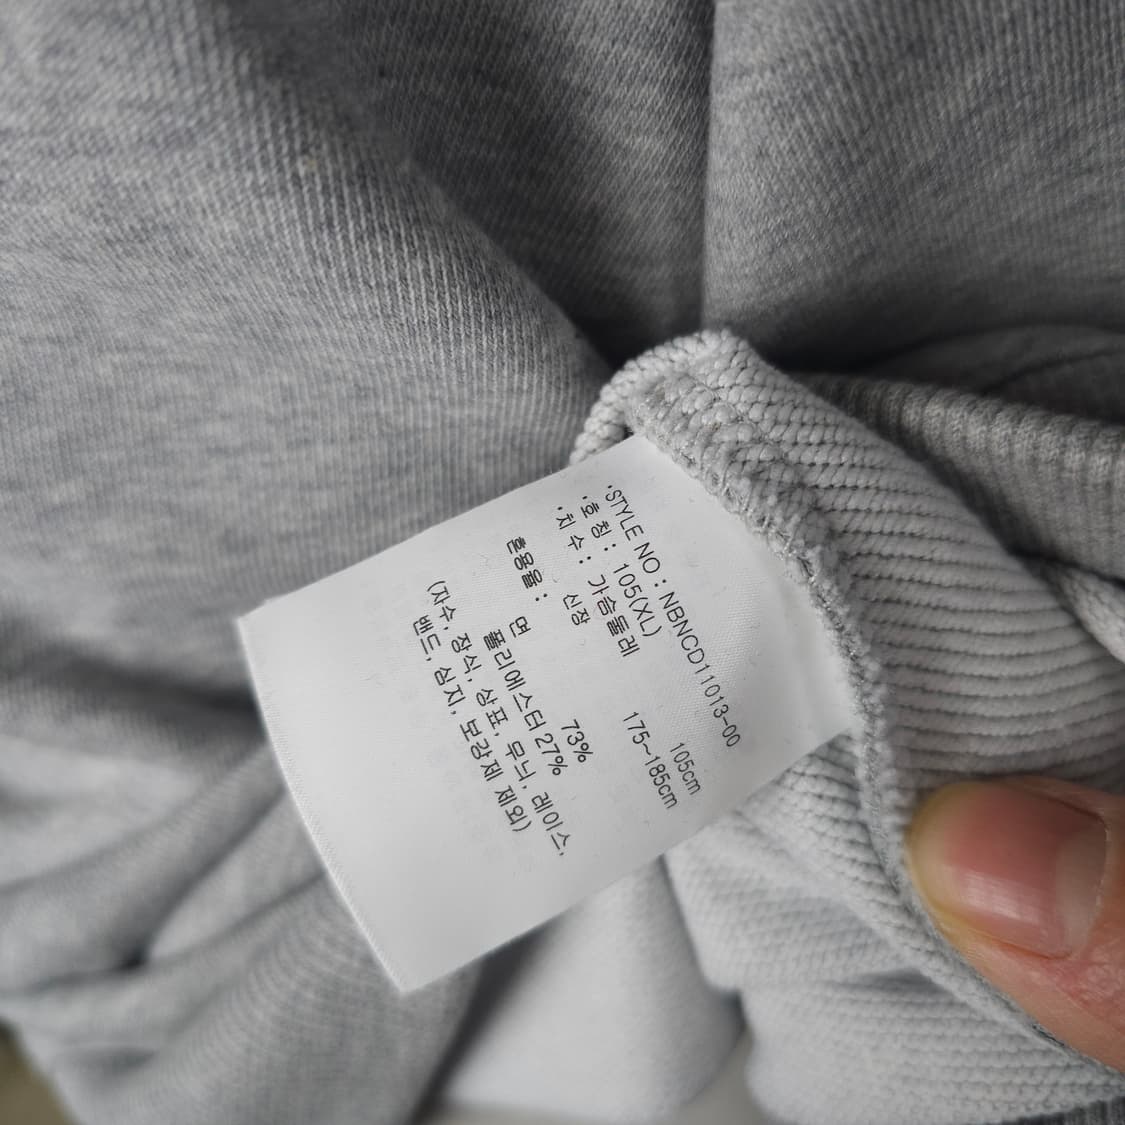 ·STYLE NO : NBNCD11013-00
·호 칭 : 105(XL)
·치 수 : 가슴둘레 105cm
신장 175~185cm
혼용율 : 면 73%
폴리에스터 27%
(자수, 장식, 상표, 무늬, 레이스,
밴드, 심지, 보강제 제외)